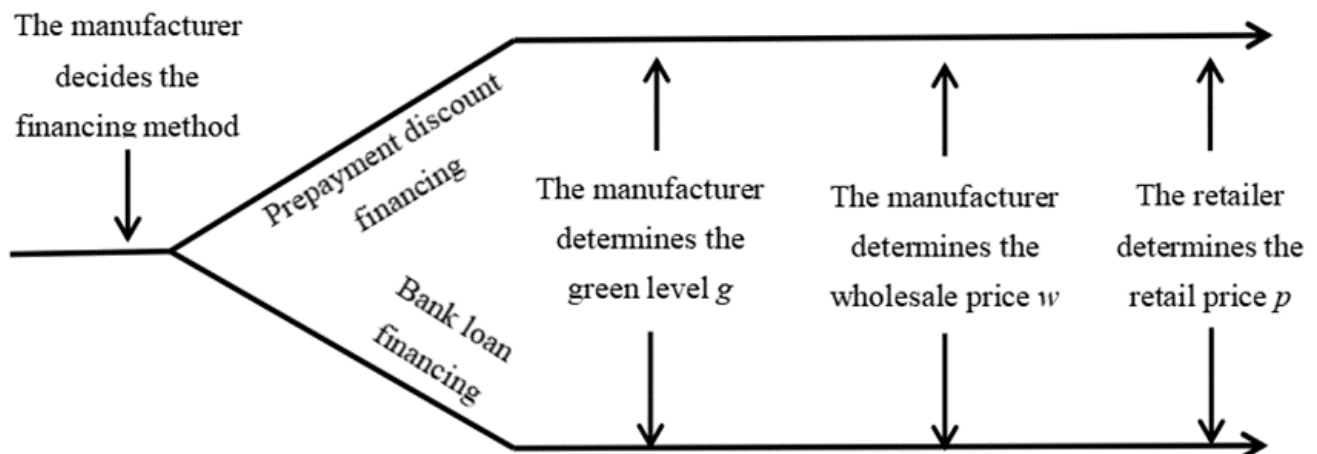 The manufacturer
decides the
financing method
Prepayment discount
financing
Bank loan
financing
The manufacturer
determines the
green level g
The manufacturer
determines the
wholesale price w
The retailer
determines the
retail price p